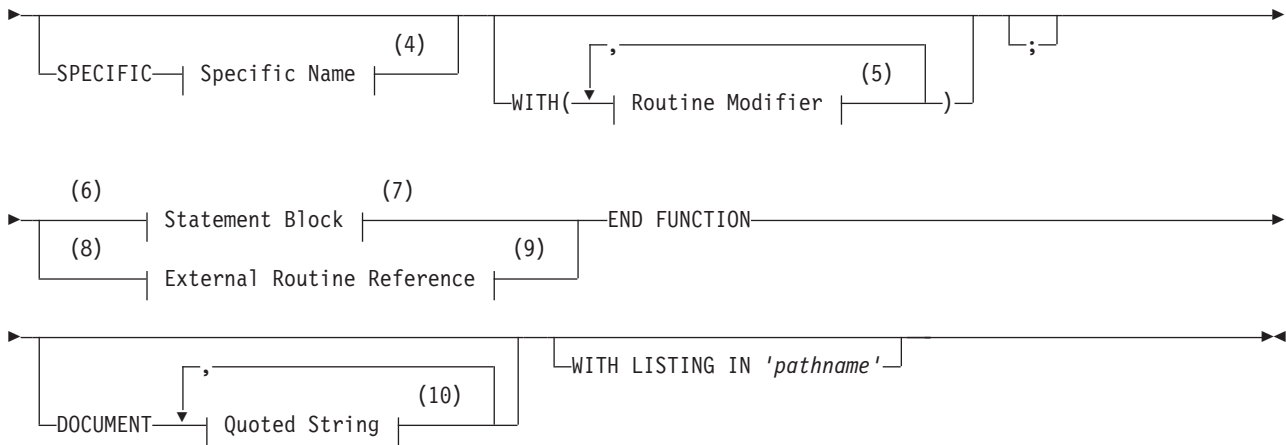 (4) , (5) ;
SPECIFIC Specific Name WITH( Routine Modifier )
(6) Statement Block (7) END FUNCTION
(8) External Routine Reference (9)
DOCUMENT , Quoted String (10) WITH LISTING IN 'pathname'